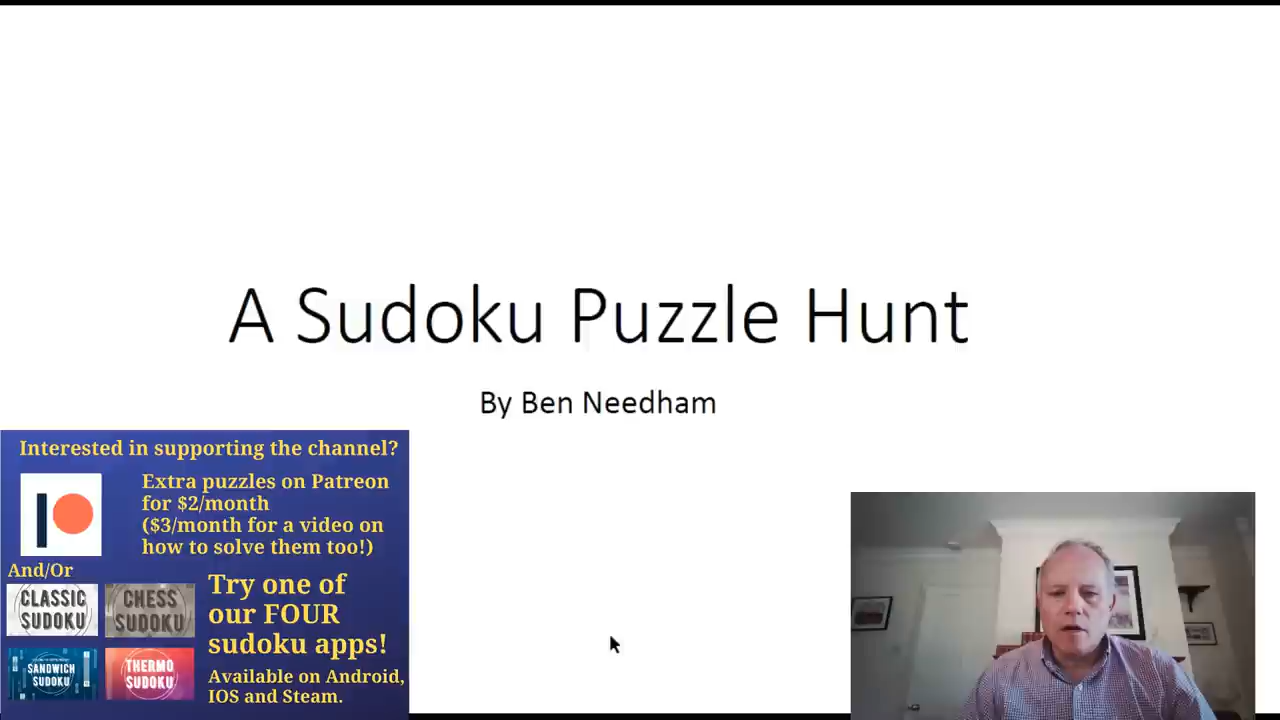 A Sudoku Puzzle Hunt
By Ben Needham
Interested in supporting the channel?
Extra puzzles on Patreon
for $2/month
($3/month for a video on
how to solve them too!)
And/Or
CLASSIC
SUDOKU
CHESS
SUDOKU
SANDWICH
SUDOKU
THERMO
SUDOKU
Try one of
our FOUR
sudoku apps!
Available on Android,
IOS and Steam.